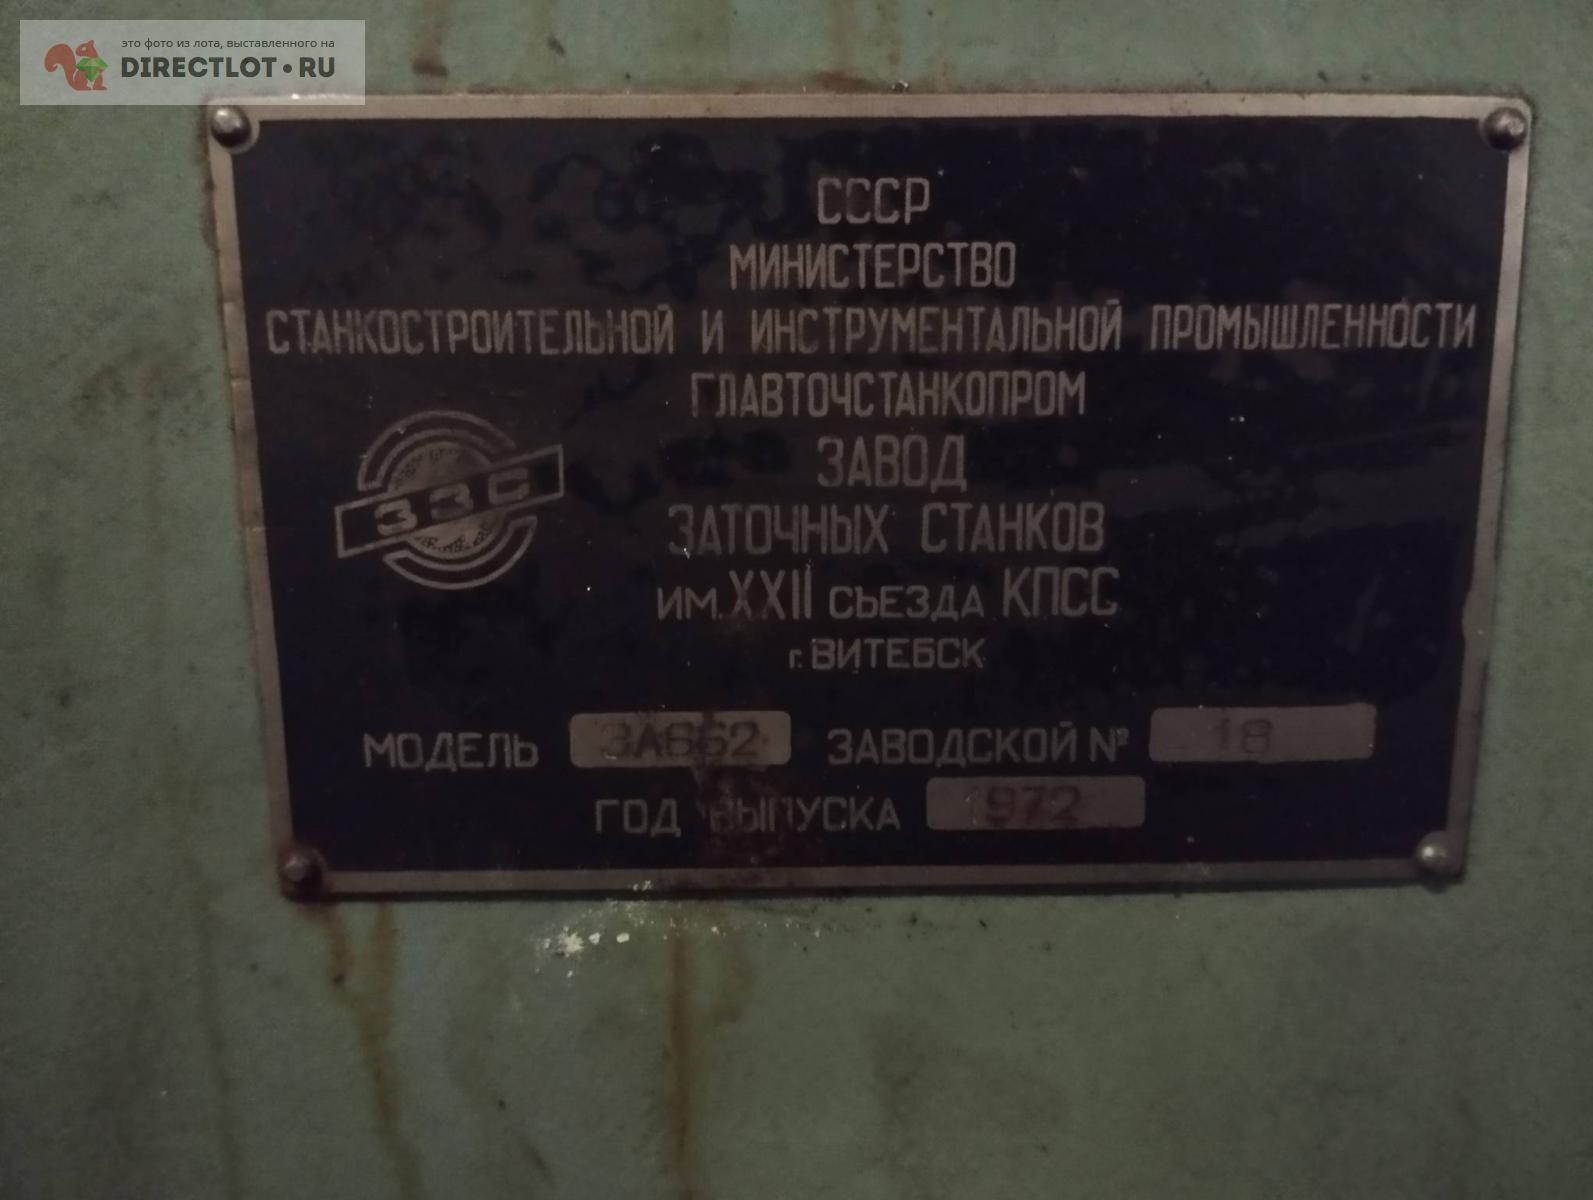 это фото из лота, выставленного на
DIRECTLOT.RU
СССР
МИНИСТЕРСТВО
СТАНКОСТРОИТЕЛЬНОЙ И ИНСТРУМЕНТАЛЬНОЙ ПРОМЫШЛЕННОСТИ
ГЛАВТОЧСТАНКОПРОМ
ЗЗС
ЗАВОД
ЗАТОЧНЫХ СТАНКОВ
ИМ. XXII СЪЕЗДА КПСС
г. ВИТЕБСК
МОДЕЛЬ 3А662 ЗАВОДСКОЙ № 18
ГОД ВЫПУСКА 1972